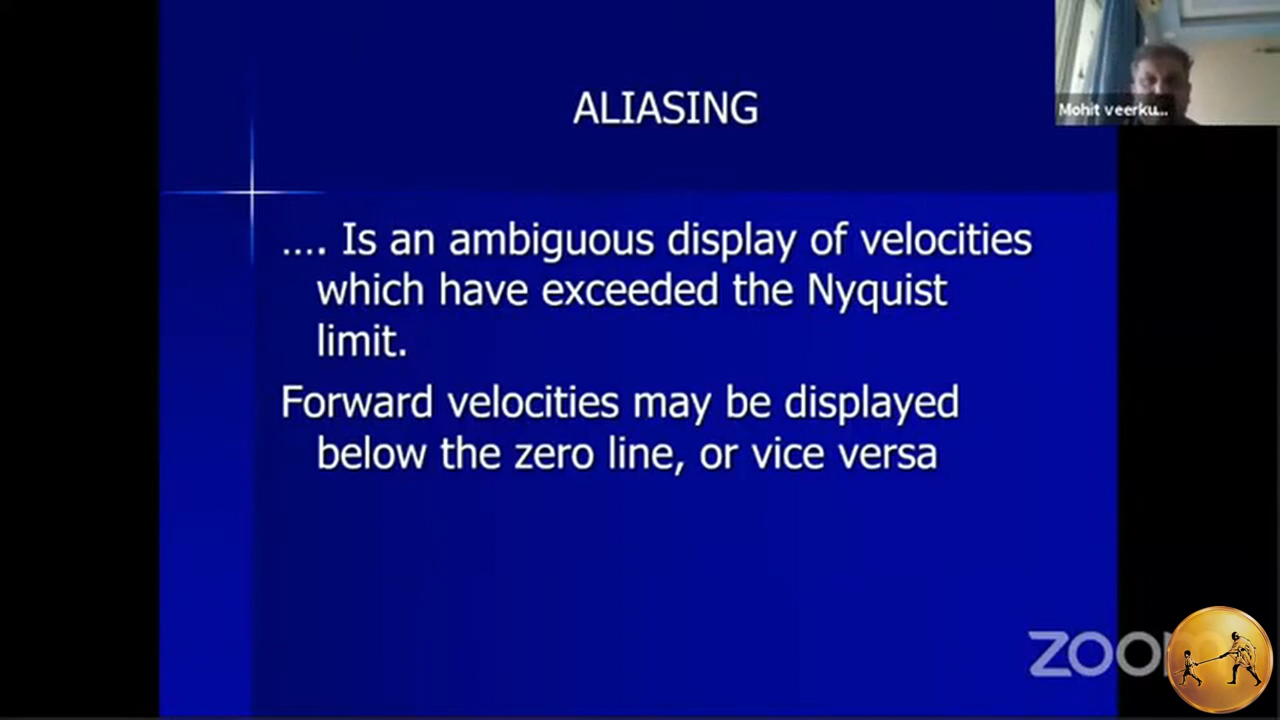 ALIASING
Mohit veerku...
…. Is an ambiguous display of velocities
which have exceeded the Nyquist
limit.
Forward velocities may be displayed
below the zero line, or vice versa
zoom